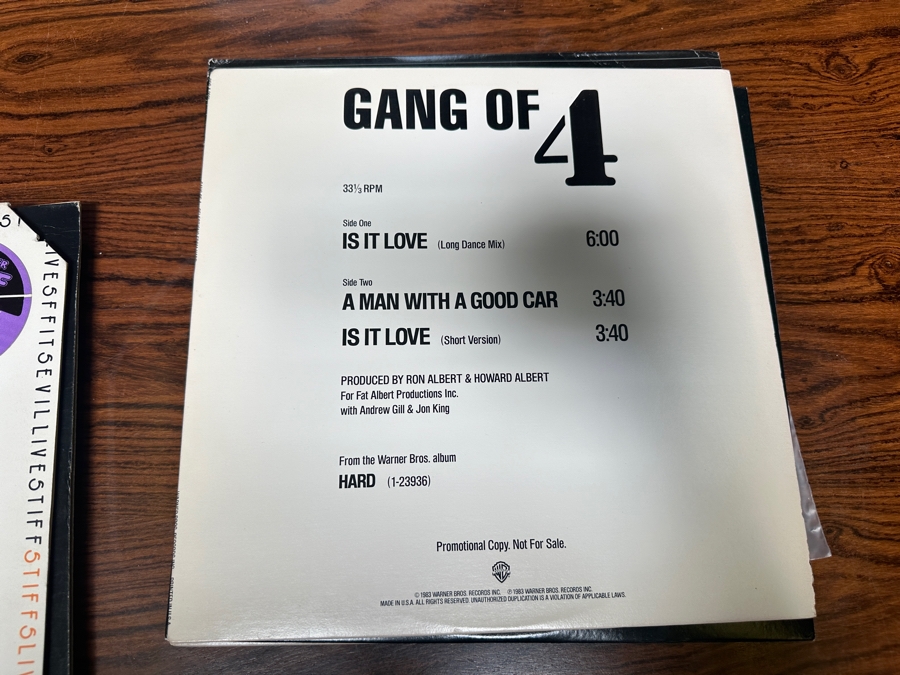 GANG OF 4
33⅓ RPM
Side One
IS IT LOVE (Long Dance Mix) 6:00
Side Two
A MAN WITH A GOOD CAR 3:40
IS IT LOVE (Short Version) 3:40
PRODUCED BY RON ALBERT & HOWARD ALBERT
For Fat Albert Productions Inc.
with Andrew Gill & Jon King
From the Warner Bros. album
HARD (1-23936)
Promotional Copy. Not For Sale.
© 1983 WARNER BROS. RECORDS INC. ℗ 1983 WARNER BROS. RECORDS INC.
MADE IN U.S.A. ALL RIGHTS RESERVED. UNAUTHORIZED DUPLICATION IS A VIOLATION OF APPLICABLE LAWS.
IVE5FFIT5EVILLIVE5TIFF5TIFF5LI